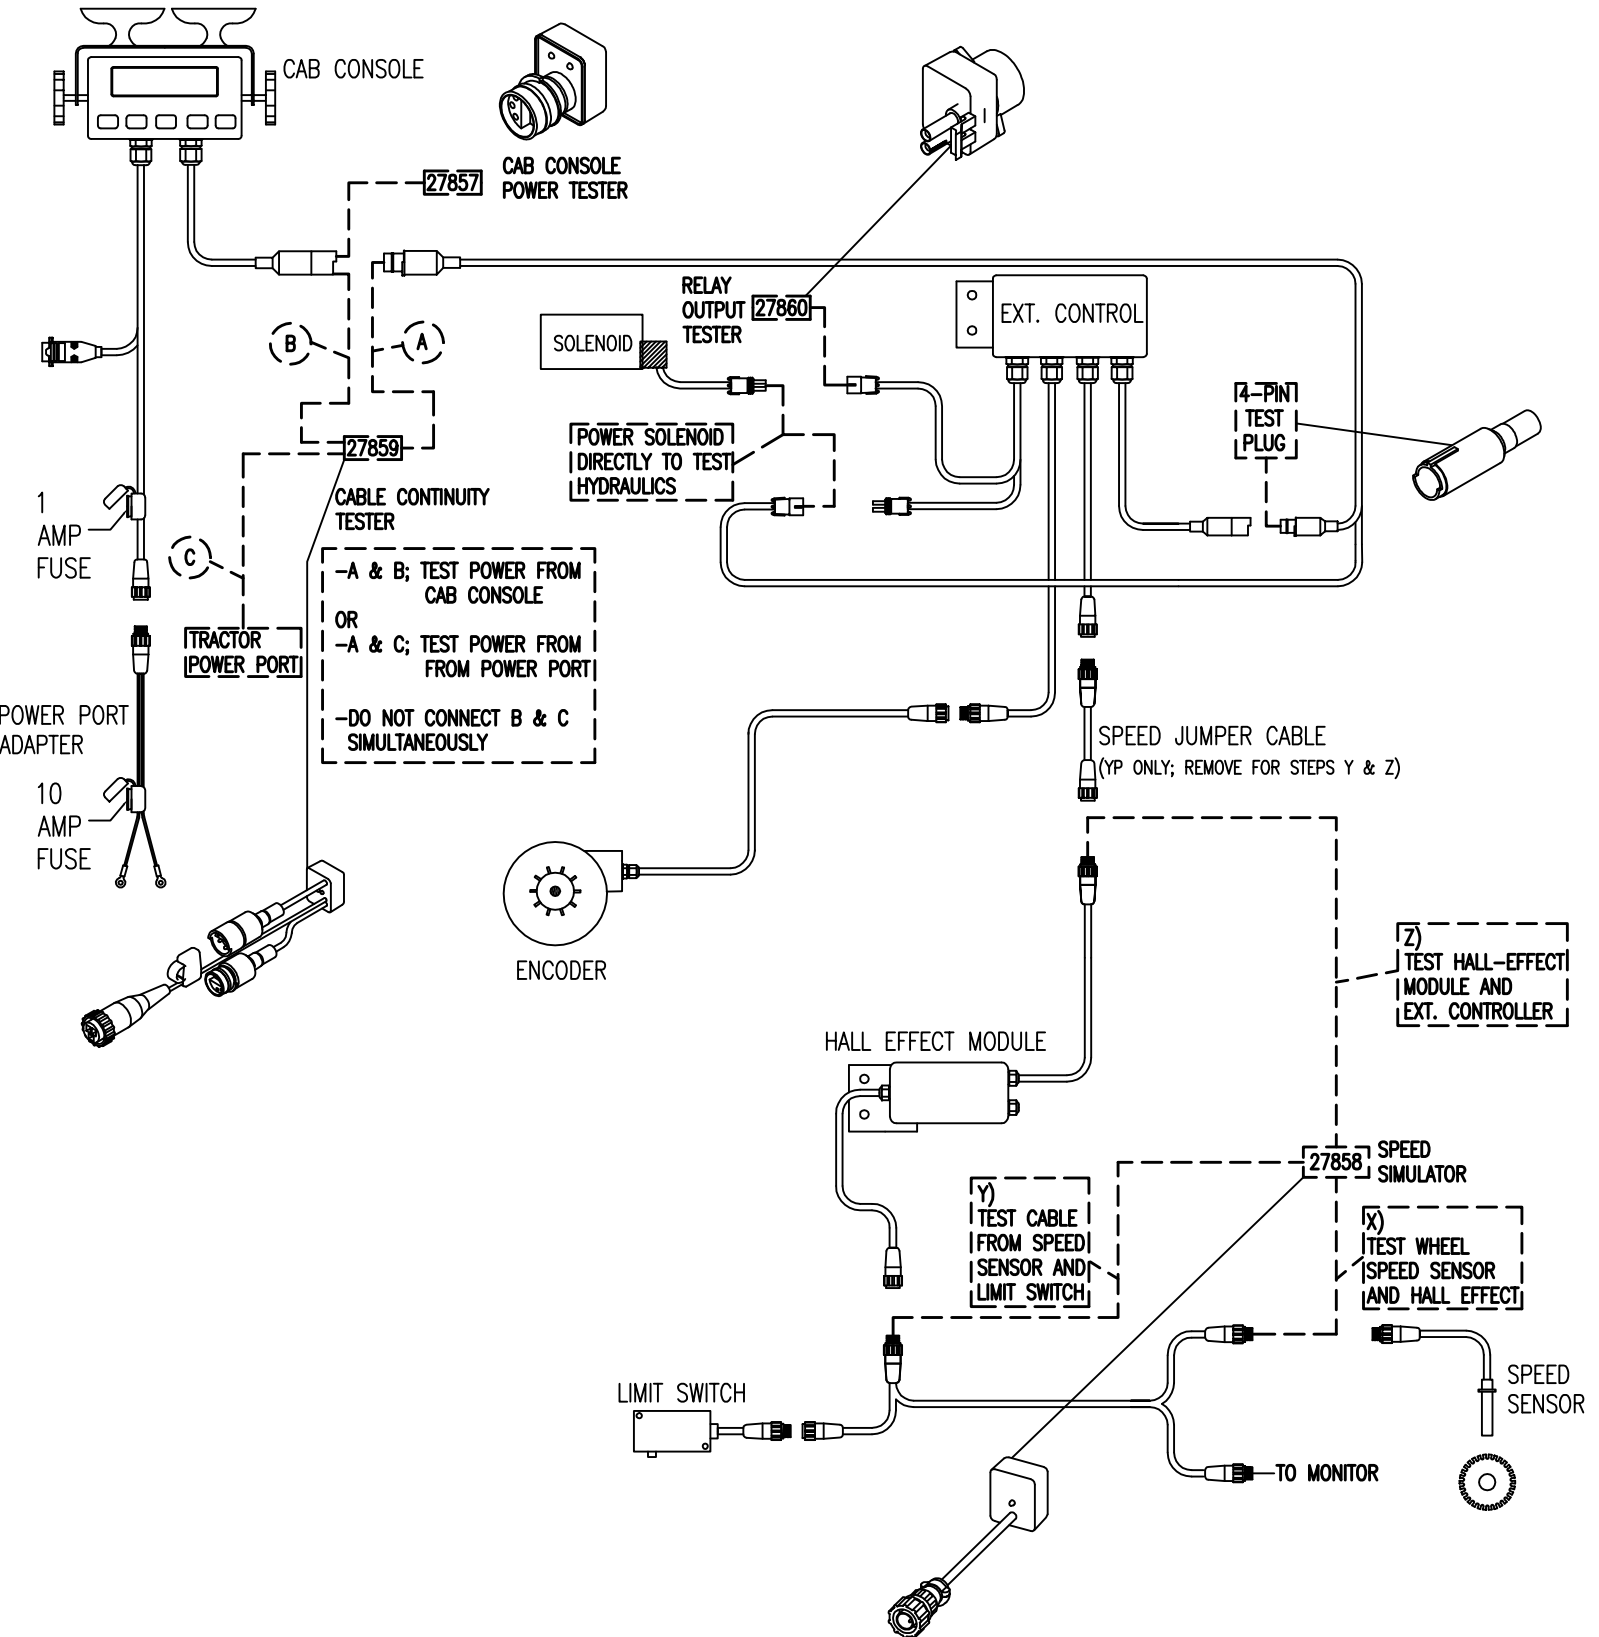 CAB CONSOLE
CAB CONSOLE
POWER TESTER
27857
RELAY
OUTPUT
TESTER
27860
EXT. CONTROL
SOLENOID
B
A
4-PIN
TEST
PLUG
27859
POWER SOLENOID
DIRECTLY TO TEST
HYDRAULICS
CABLE CONTINUITY
TESTER
1
AMP
FUSE
C
-A & B; TEST POWER FROM
CAB CONSOLE
OR
-A & C; TEST POWER FROM
FROM POWER PORT
-DO NOT CONNECT B & C
SIMULTANEOUSLY
TRACTOR
POWER PORT
POWER PORT
ADAPTER
10
AMP
FUSE
SPEED JUMPER CABLE
(YP ONLY; REMOVE FOR STEPS Y & Z)
ENCODER
Z)
TEST HALL-EFFECT
MODULE AND
EXT. CONTROLLER
HALL EFFECT MODULE
27858
SPEED
SIMULATOR
Y)
TEST CABLE
FROM SPEED
SENSOR AND
LIMIT SWITCH
X)
TEST WHEEL
SPEED SENSOR
AND HALL EFFECT
LIMIT SWITCH
SPEED
SENSOR
TO MONITOR